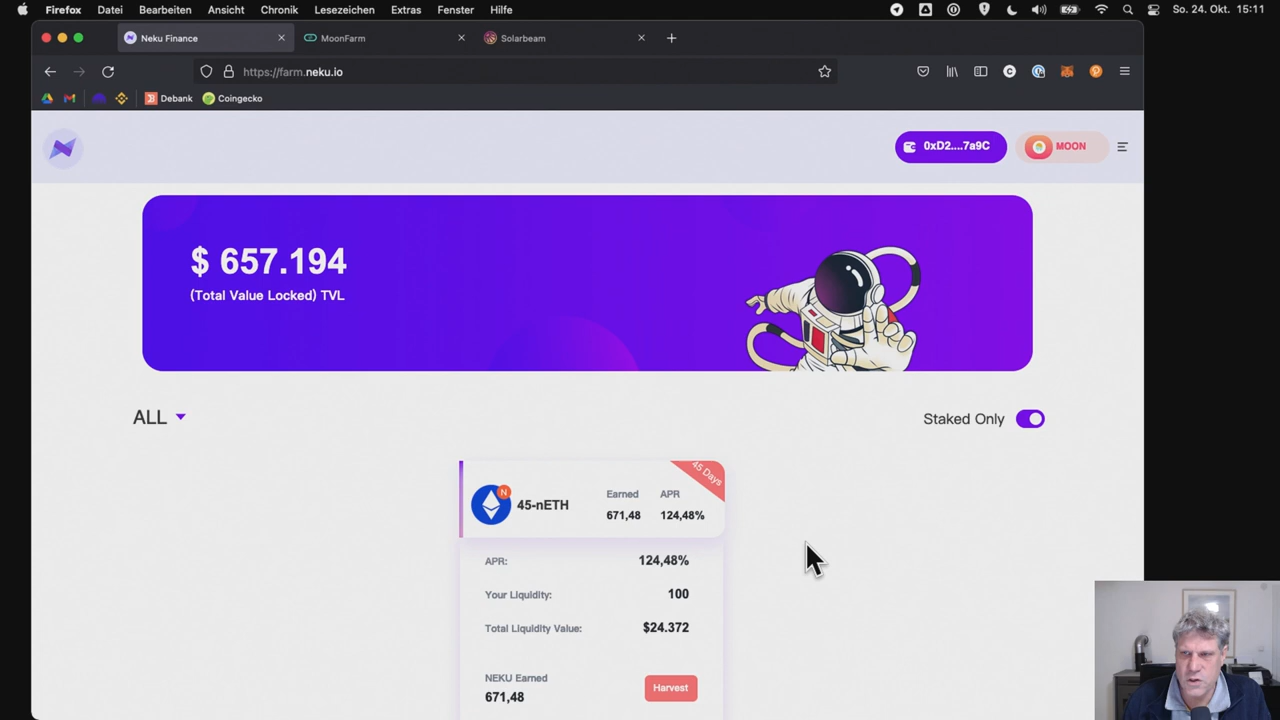 Firefox Datei Bearbeiten Ansicht Chronik Lesezeichen Extras Fenster Hilfe So. 24. Okt. 15:11
Neku Finance MoonFarm Solarbeam
https://farm.neku.io
Debank Coingecko
0xD2....7a9C MOON
$ 657.194
(Total Value Locked) TVL
ALL Staked Only
45 Days
Earned APR
45-nETH 671,48 124,48%
APR: 124,48%
Your Liquidity: 100
Total Liquidity Value: $24.372
NEKU Earned
671,48 Harvest